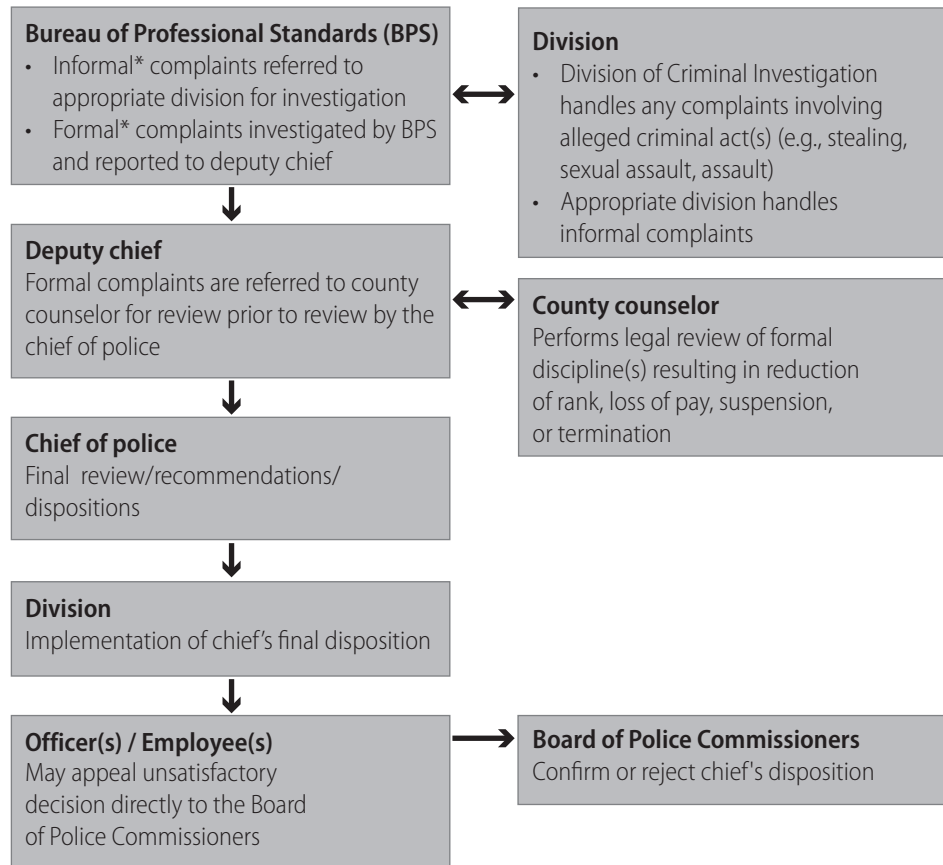 Bureau of Professional Standards (BPS)
• Informal* complaints referred to
appropriate division for investigation
• Formal* complaints investigated by BPS
and reported to deputy chief
Division
• Division of Criminal Investigation
handles any complaints involving
alleged criminal act(s) (e.g., stealing,
sexual assault, assault)
• Appropriate division handles
informal complaints
Deputy chief
Formal complaints are referred to county
counselor for review prior to review by the
chief of police
County counselor
Performs legal review of formal
discipline(s) resulting in reduction
of rank, loss of pay, suspension,
or termination
Chief of police
Final review/recommendations/
dispositions
Division
Implementation of chief's final disposition
Officer(s) / Employee(s)
May appeal unsatisfactory
decision directly to the Board
of Police Commissioners
Board of Police Commissioners
Confirm or reject chief's disposition